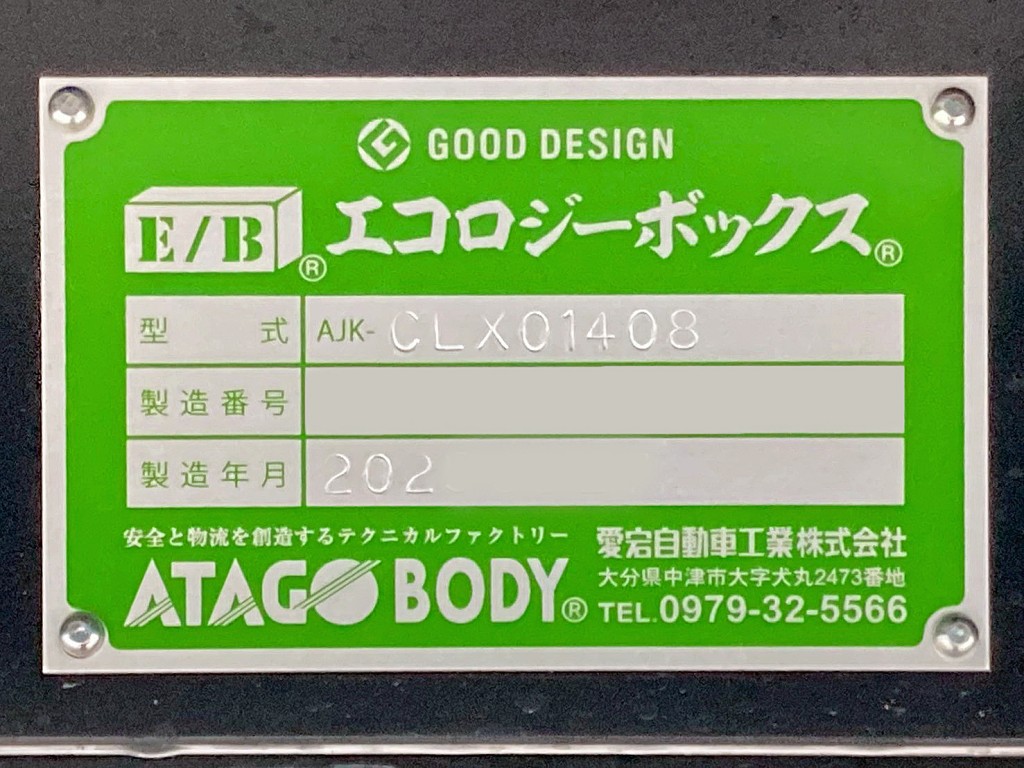 GOOD DESIGN
E/B® エコロジーボックス®
型式 AJK-CLX01408
製造番号
製造年月 202
安全と物流を創造するテクニカルファクトリー
ATAGO BODY®
愛宕自動車工業株式会社
大分県中津市大字犬丸2473番地
TEL.0979-32-5566